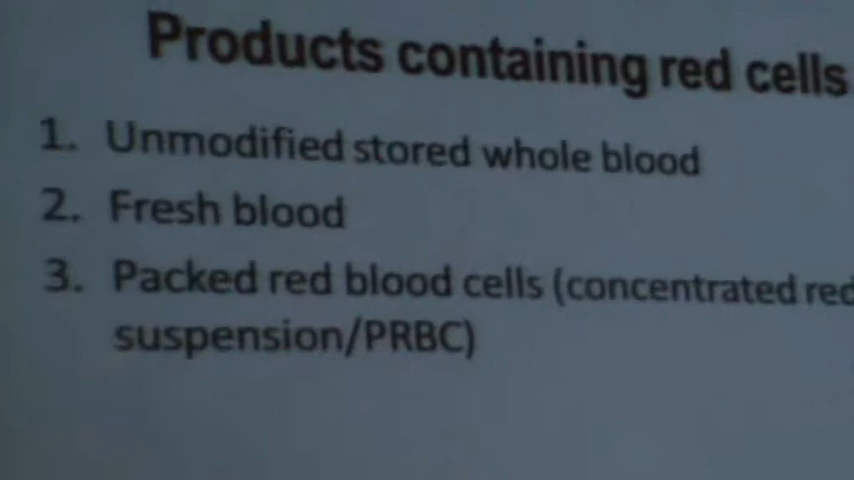 Products containing red cells
1. Unmodified stored whole blood
2. Fresh blood
3. Packed red blood cells (concentrated red
suspension/PRBC)